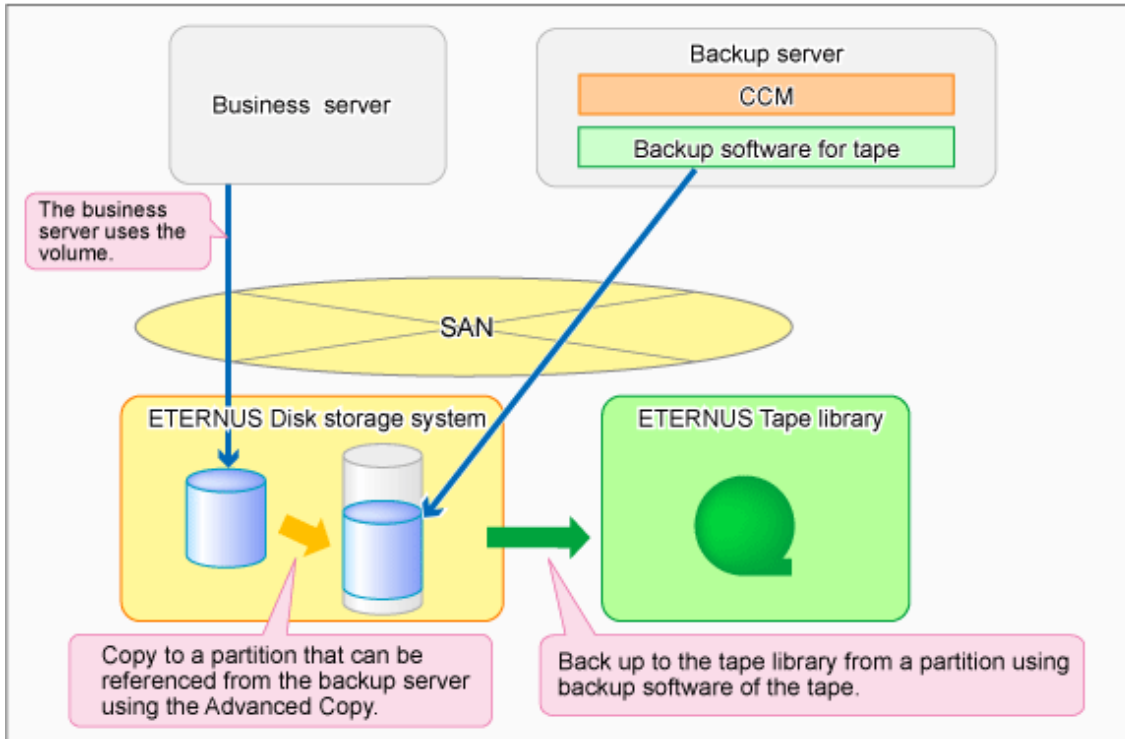 Business server
Backup server
CCM
Backup software for tape
The business
server uses the
volume.
SAN
ETERNUS Disk storage system
ETERNUS Tape library
Copy to a partition that can be
referenced from the backup server
using the Advanced Copy.
Back up to the tape library from a partition using
backup software of the tape.